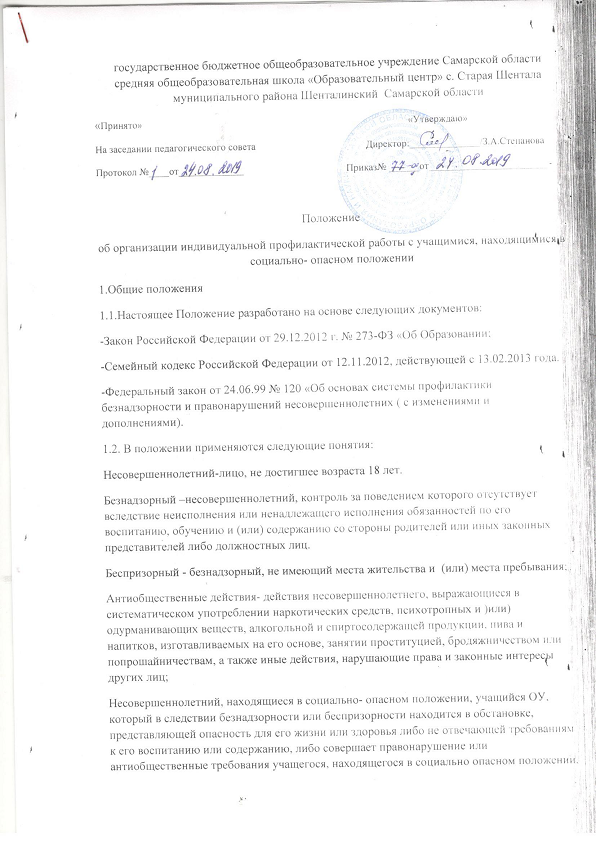 государственное бюджетное общеобразовательное учреждение Самарской области
средняя общеобразовательная школа «Образовательный центр» с. Старая Шентала
муниципального района Шенталинский Самарской области
«Принято» «Утверждаю»
На заседании педагогического совета Директор: З.А.Степанова
Протокол № 1 от 24.08.2019 Приказ№ 77-од от 24.08.2019
Положение
об организации индивидуальной профилактической работы с учащимися, находящимися в
социально- опасном положении
1.Общие положения
1.1.Настоящее Положение разработано на основе следующих документов:
-Закон Российской Федерации от 29.12.2012 г. № 273-ФЗ «Об Образовании;
-Семейный кодекс Российской Федерации от 12.11.2012, действующей с 13.02.2013 года.
-Федеральный закон от 24.06.99 № 120 «Об основах системы профилактики
безнадзорности и правонарушений несовершеннолетних ( с изменениями и
дополнениями).
1.2. В положении применяются следующие понятия:
Несовершеннолетний-лицо, не достигшее возраста 18 лет.
Безнадзорный –несовершеннолетний, контроль за поведением которого отсутствует
вследствие неисполнения или ненадлежащего исполнения обязанностей по его
воспитанию, обучению и (или) содержанию со стороны родителей или иных законных
представителей либо должностных лиц.
Беспризорный - безнадзорный, не имеющий места жительства и (или) места пребывания;
Антиобщественные действия- действия несовершеннолетнего, выражающиеся в
систематическом употреблении наркотических средств, психотропных и )или)
одурманивающих веществ, алкогольной и спиртосодержащей продукции, пива и
напитков, изготавливаемых на его основе, занятии проституцией, бродяжничеством или
попрошайничествам, а также иные действия, нарушающие права и законные интересы
других лиц;
Несовершеннолетний, находящиеся в социально- опасном положении, учащийся ОУ,
который в следствии безнадзорности или беспризорности находится в обстановке,
представляющей опасность для его жизни или здоровья либо не отвечающей требованиям
к его воспитанию или содержанию, либо совершает правонарушение или
антиобщественные требования учащегося, находящегося в социально опасном положении.